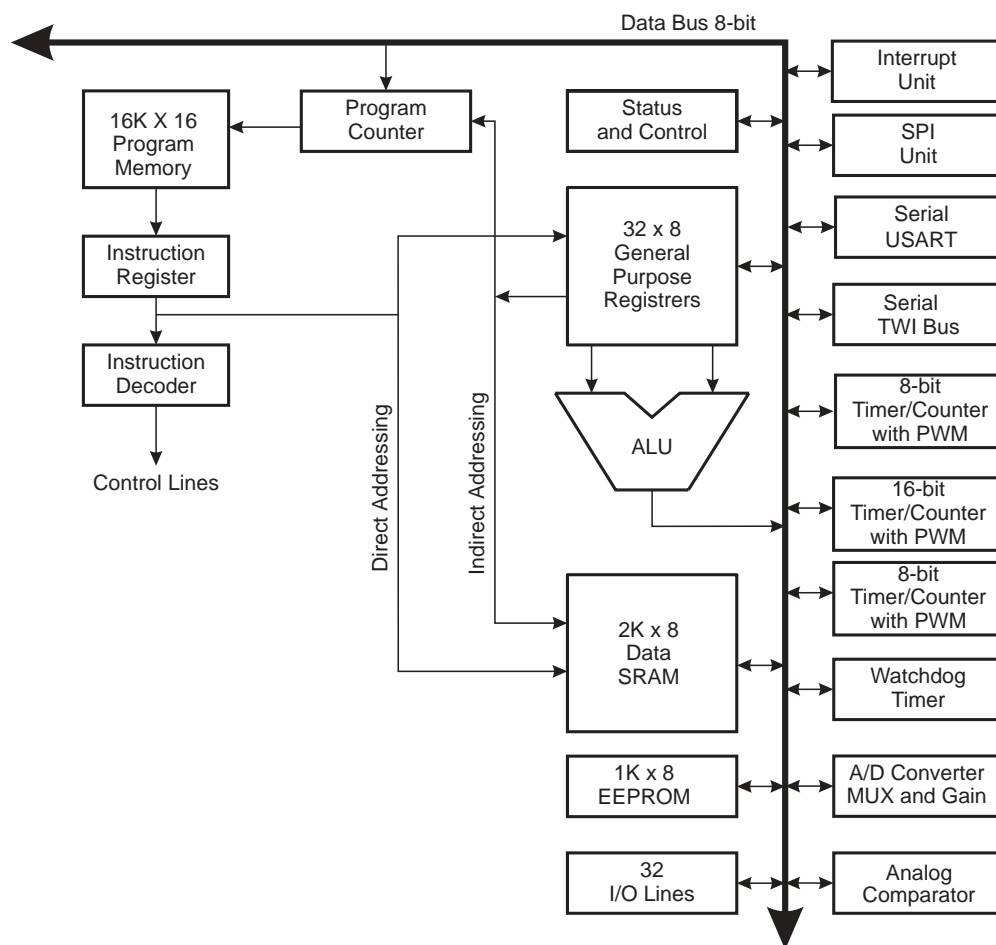 Data Bus 8-bit
16K X 16
Program
Memory
Program
Counter
Status
and Control
Interrupt
Unit
SPI
Unit
Instruction
Register
32 x 8
General
Purpose
Registrers
Serial
USART
Serial
TWI Bus
Instruction
Decoder
8-bit
Timer/Counter
with PWM
ALU
Control Lines
Direct Addressing
Indirect Addressing
16-bit
Timer/Counter
with PWM
8-bit
Timer/Counter
with PWM
2K x 8
Data
SRAM
Watchdog
Timer
1K x 8
EEPROM
A/D Converter
MUX and Gain
32
I/O Lines
Analog
Comparator